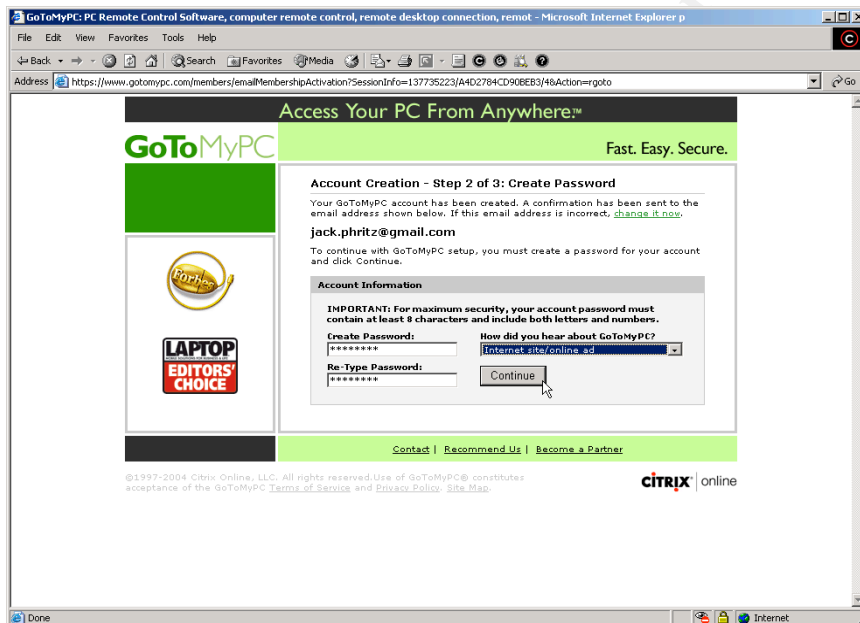 GoToMyPC: PC Remote Control Software, computer remote control, remote desktop connection, remot - Microsoft Internet Explorer p
File Edit View Favorites Tools Help
Back Search Favorites Media
Address https://www.gotomypc.com/members/emailMembershipActivation?SessionInfo=137735223/A4D2784CD90BEB3/48Action=rgoto Go
Access Your PC From Anywhere™
GoToMyPC
Fast. Easy. Secure.
Account Creation - Step 2 of 3: Create Password
Your GoToMyPC account has been created. A confirmation has been sent to the
email address shown below. If this email address is incorrect, change it now.
jack.phritz@gmail.com
To continue with GoToMyPC setup, you must create a password for your account
and click Continue.
Forbes
Account Information
IMPORTANT: For maximum security, your account password must
contain at least 8 characters and include both letters and numbers.
Create Password: How did you hear about GoToMyPC?
******** Internet site/online ad
Re-Type Password:
******** Continue
LAPTOP
EDITORS'
CHOICE
Contact | Recommend Us | Become a Partner
©1997-2004 Citrix Online, LLC. All rights reserved.Use of GoToMyPC® constitutes
acceptance of the GoToMyPC Terms of Service and Privacy Policy. Site Map.
CITRIX® online
Done Internet